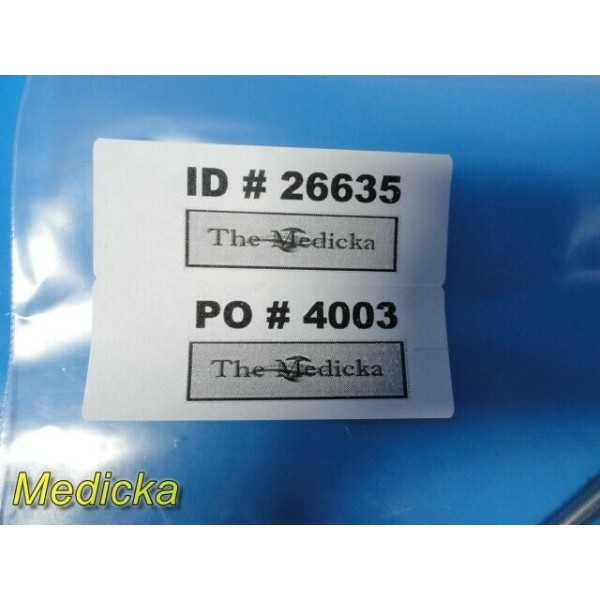 ID # 26635
The Medicka
PO # 4003
The Medicka
Medicka